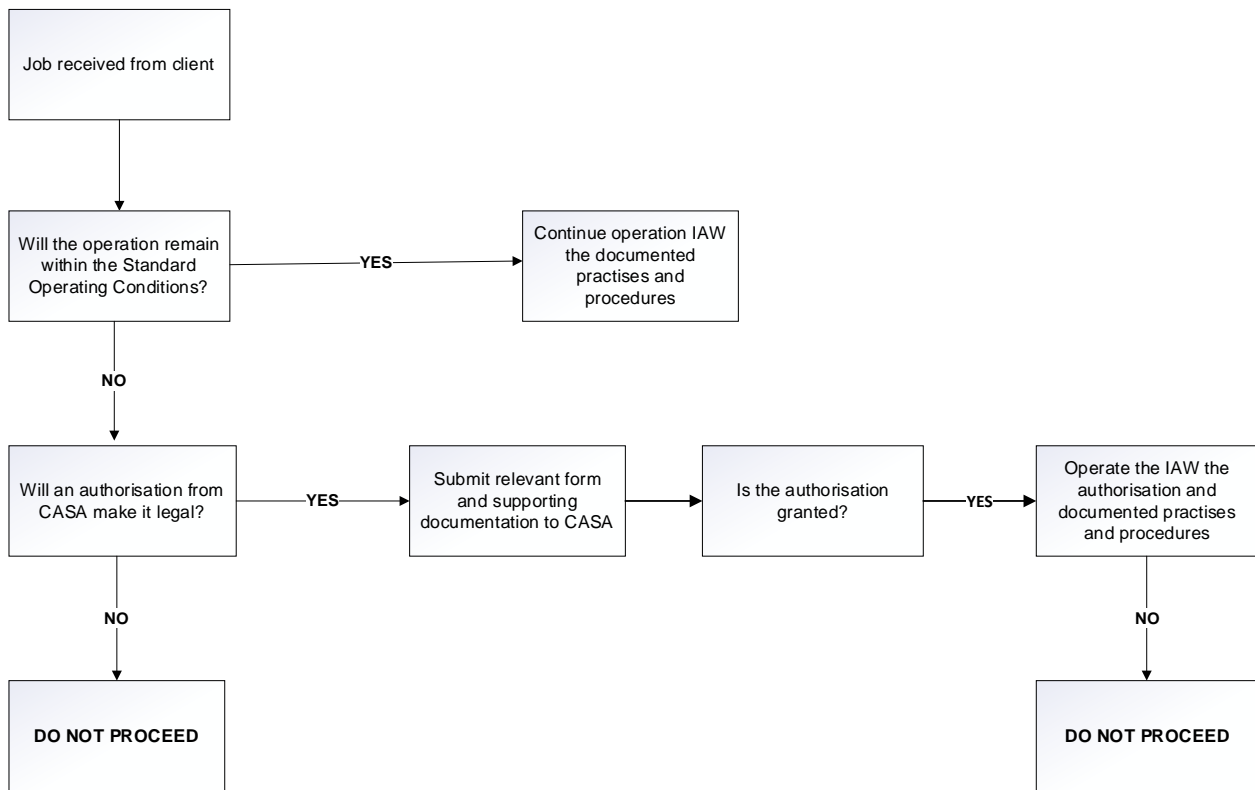 Job received from client
Will the operation remain
within the Standard
Operating Conditions?
YES
Continue operation IAW
the documented
practises and
procedures
NO
Will an authorisation from
CASA make it legal?
YES
Submit relevant form
and supporting
documentation to CASA
Is the authorisation
granted?
YES
Operate the IAW the
authorisation and
documented practises
and procedures
NO
NO
DO NOT PROCEED
DO NOT PROCEED